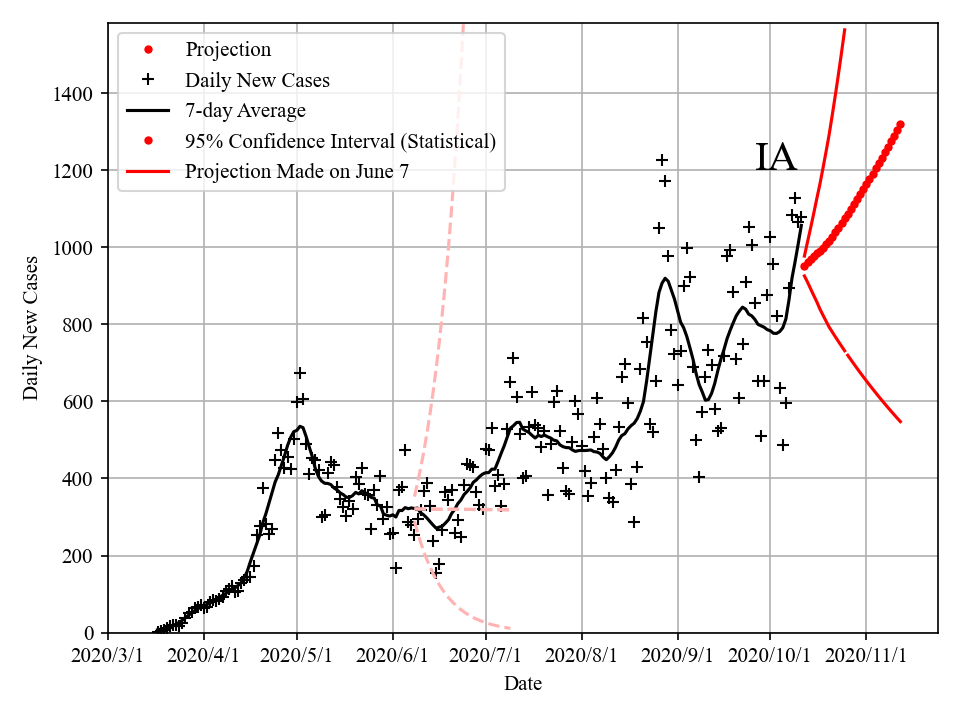 Projection
Daily New Cases
7-day Average
95% Confidence Interval (Statistical)
Projection Made on June 7
IA
1400
1200
1000
800
600
400
200
0
Daily New Cases
2020/3/1 2020/4/1 2020/5/1 2020/6/1 2020/7/1 2020/8/1 2020/9/1 2020/10/1 2020/11/1
Date